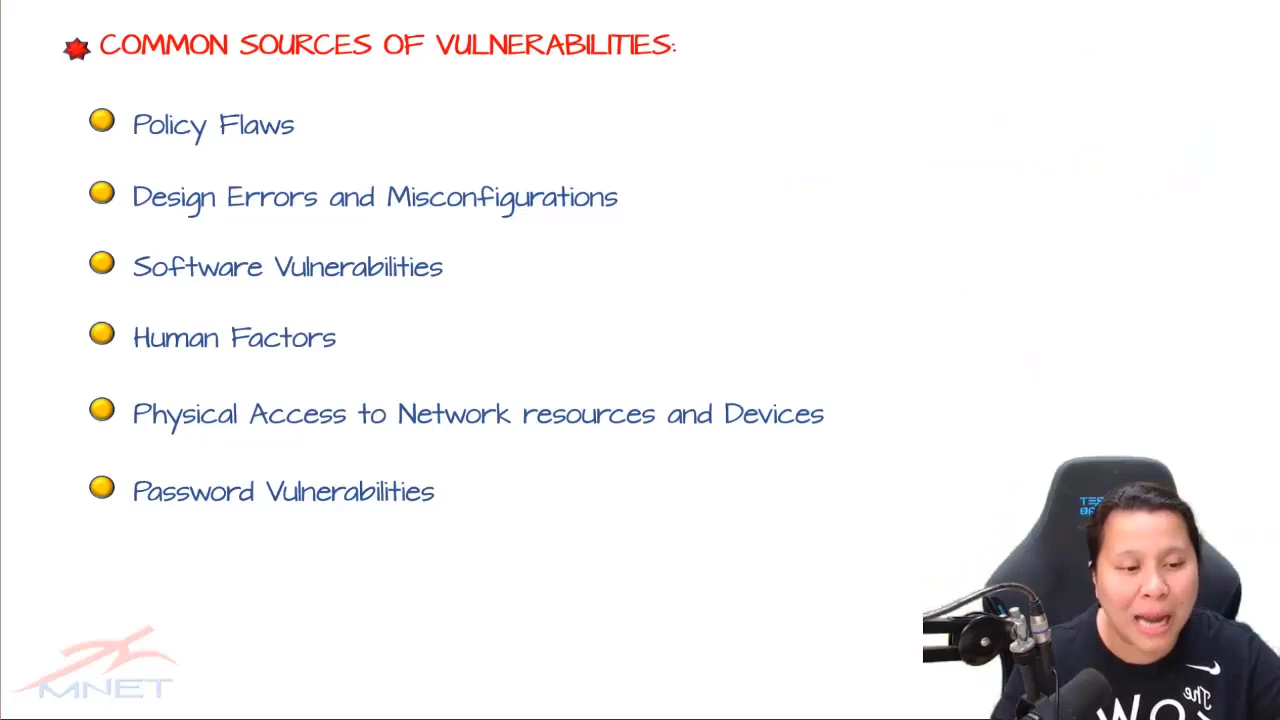 COMMON SOURCES OF VULNERABILITIES:
Policy Flaws
Design Errors and Misconfigurations
Software Vulnerabilities
Human Factors
Physical Access to Network resources and Devices
Password Vulnerabilities
MNET
The